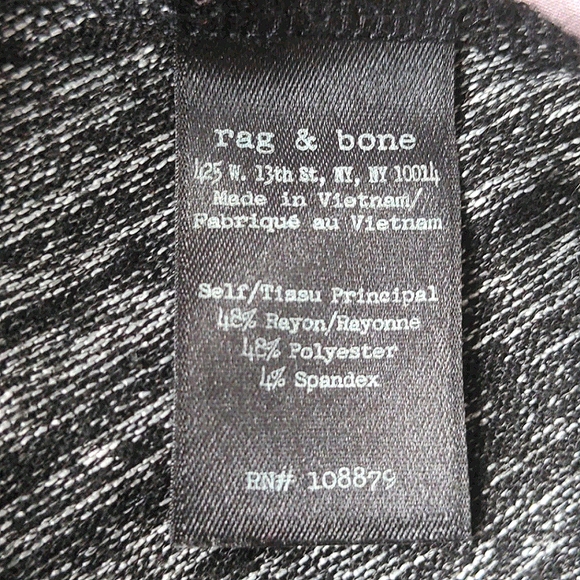 rag & bone
425 W. 13th St, NY, NY 10014
Made in Vietnam/
Fabriqué au Vietnam
Self/Tissu Principal
48% Rayon/Rayonne
48% Polyester
4% Spandex
RN# 108879